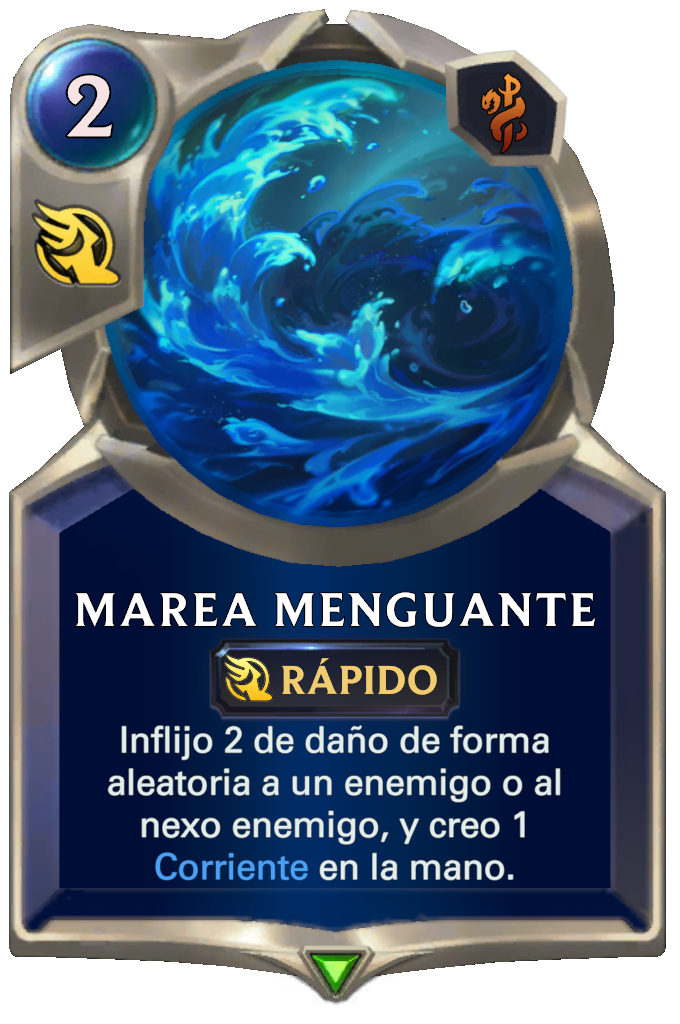 2
MAREA MENGUANTE
RÁPIDO
Inflijo 2 de daño de forma
aleatoria a un enemigo o al
nexo enemigo, y creo 1
Corriente en la mano.